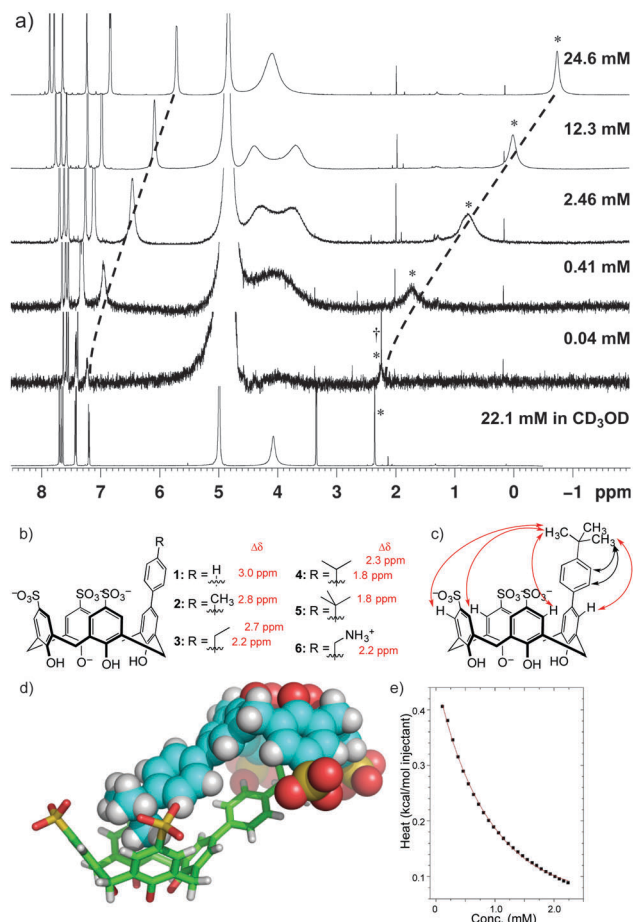 a)
*
24.6 mM
*
12.3 mM
*
2.46 mM
*
0.41 mM
†
*
0.04 mM
22.1 mM in CD₃OD
*
8 7 6 5 4 3 2 1 0 −1 ppm
b)
R
Δδ
1: R = H 3.0 ppm
2: R = CH₃ 2.8 ppm
3: R = 2.7 ppm
2.2 ppm
Δδ
4: R = 2.3 ppm
1.8 ppm
5: R = 1.8 ppm
6: R = NH₃⁺
2.2 ppm
⁻O₃S SO₃⁻ SO₃⁻
OH O⁻ OH HO
c)
CH₃
H₃C CH₃
⁻O₃S SO₃⁻ SO₃⁻
H H H H
OH O⁻ OH HO
d)
e)
Heat (kcal/mol injectant)
0.4
0.3
0.2
0.1
0.0 1.0 2.0
Conc. (mM)